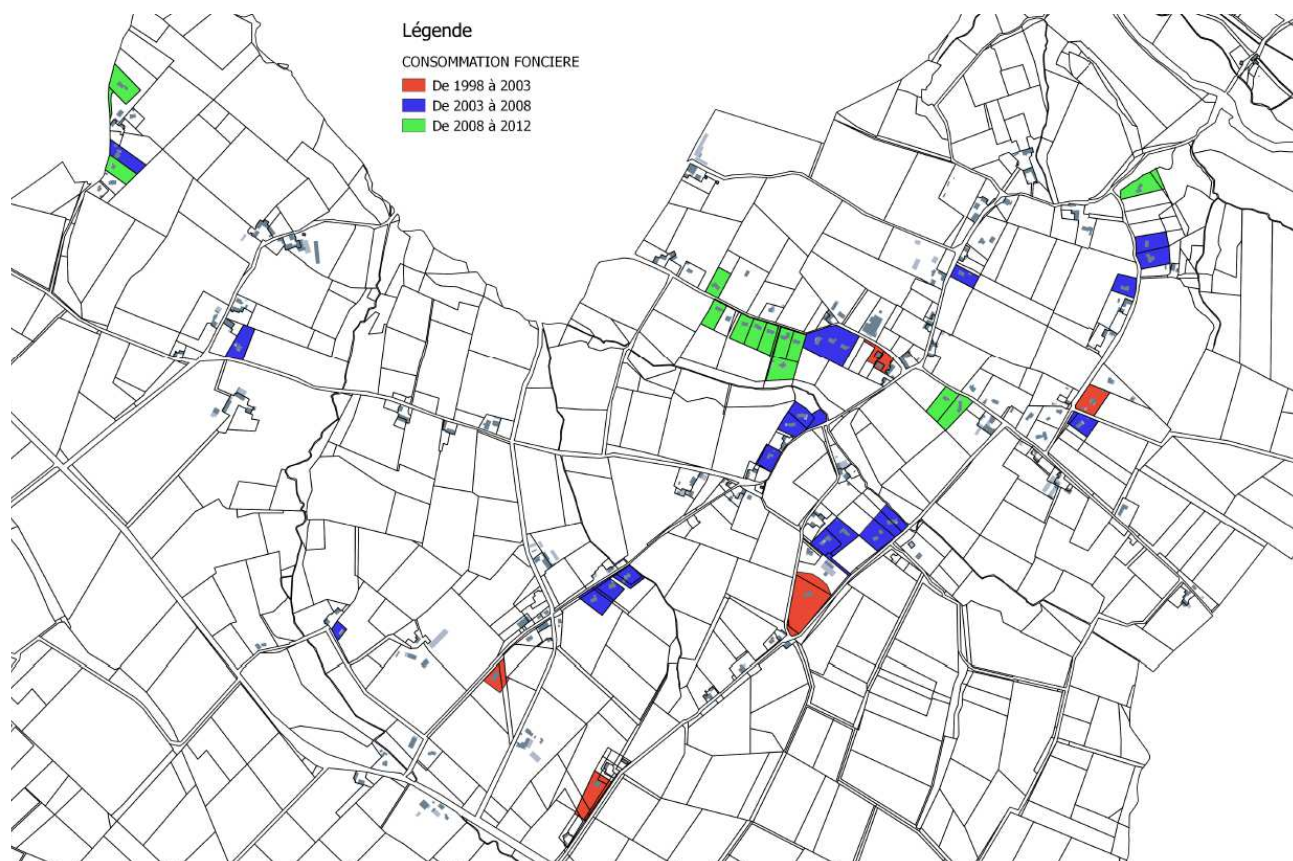 Légende
CONSOMMATION FONCIERE
De 1998 à 2003
De 2003 à 2008
De 2008 à 2012